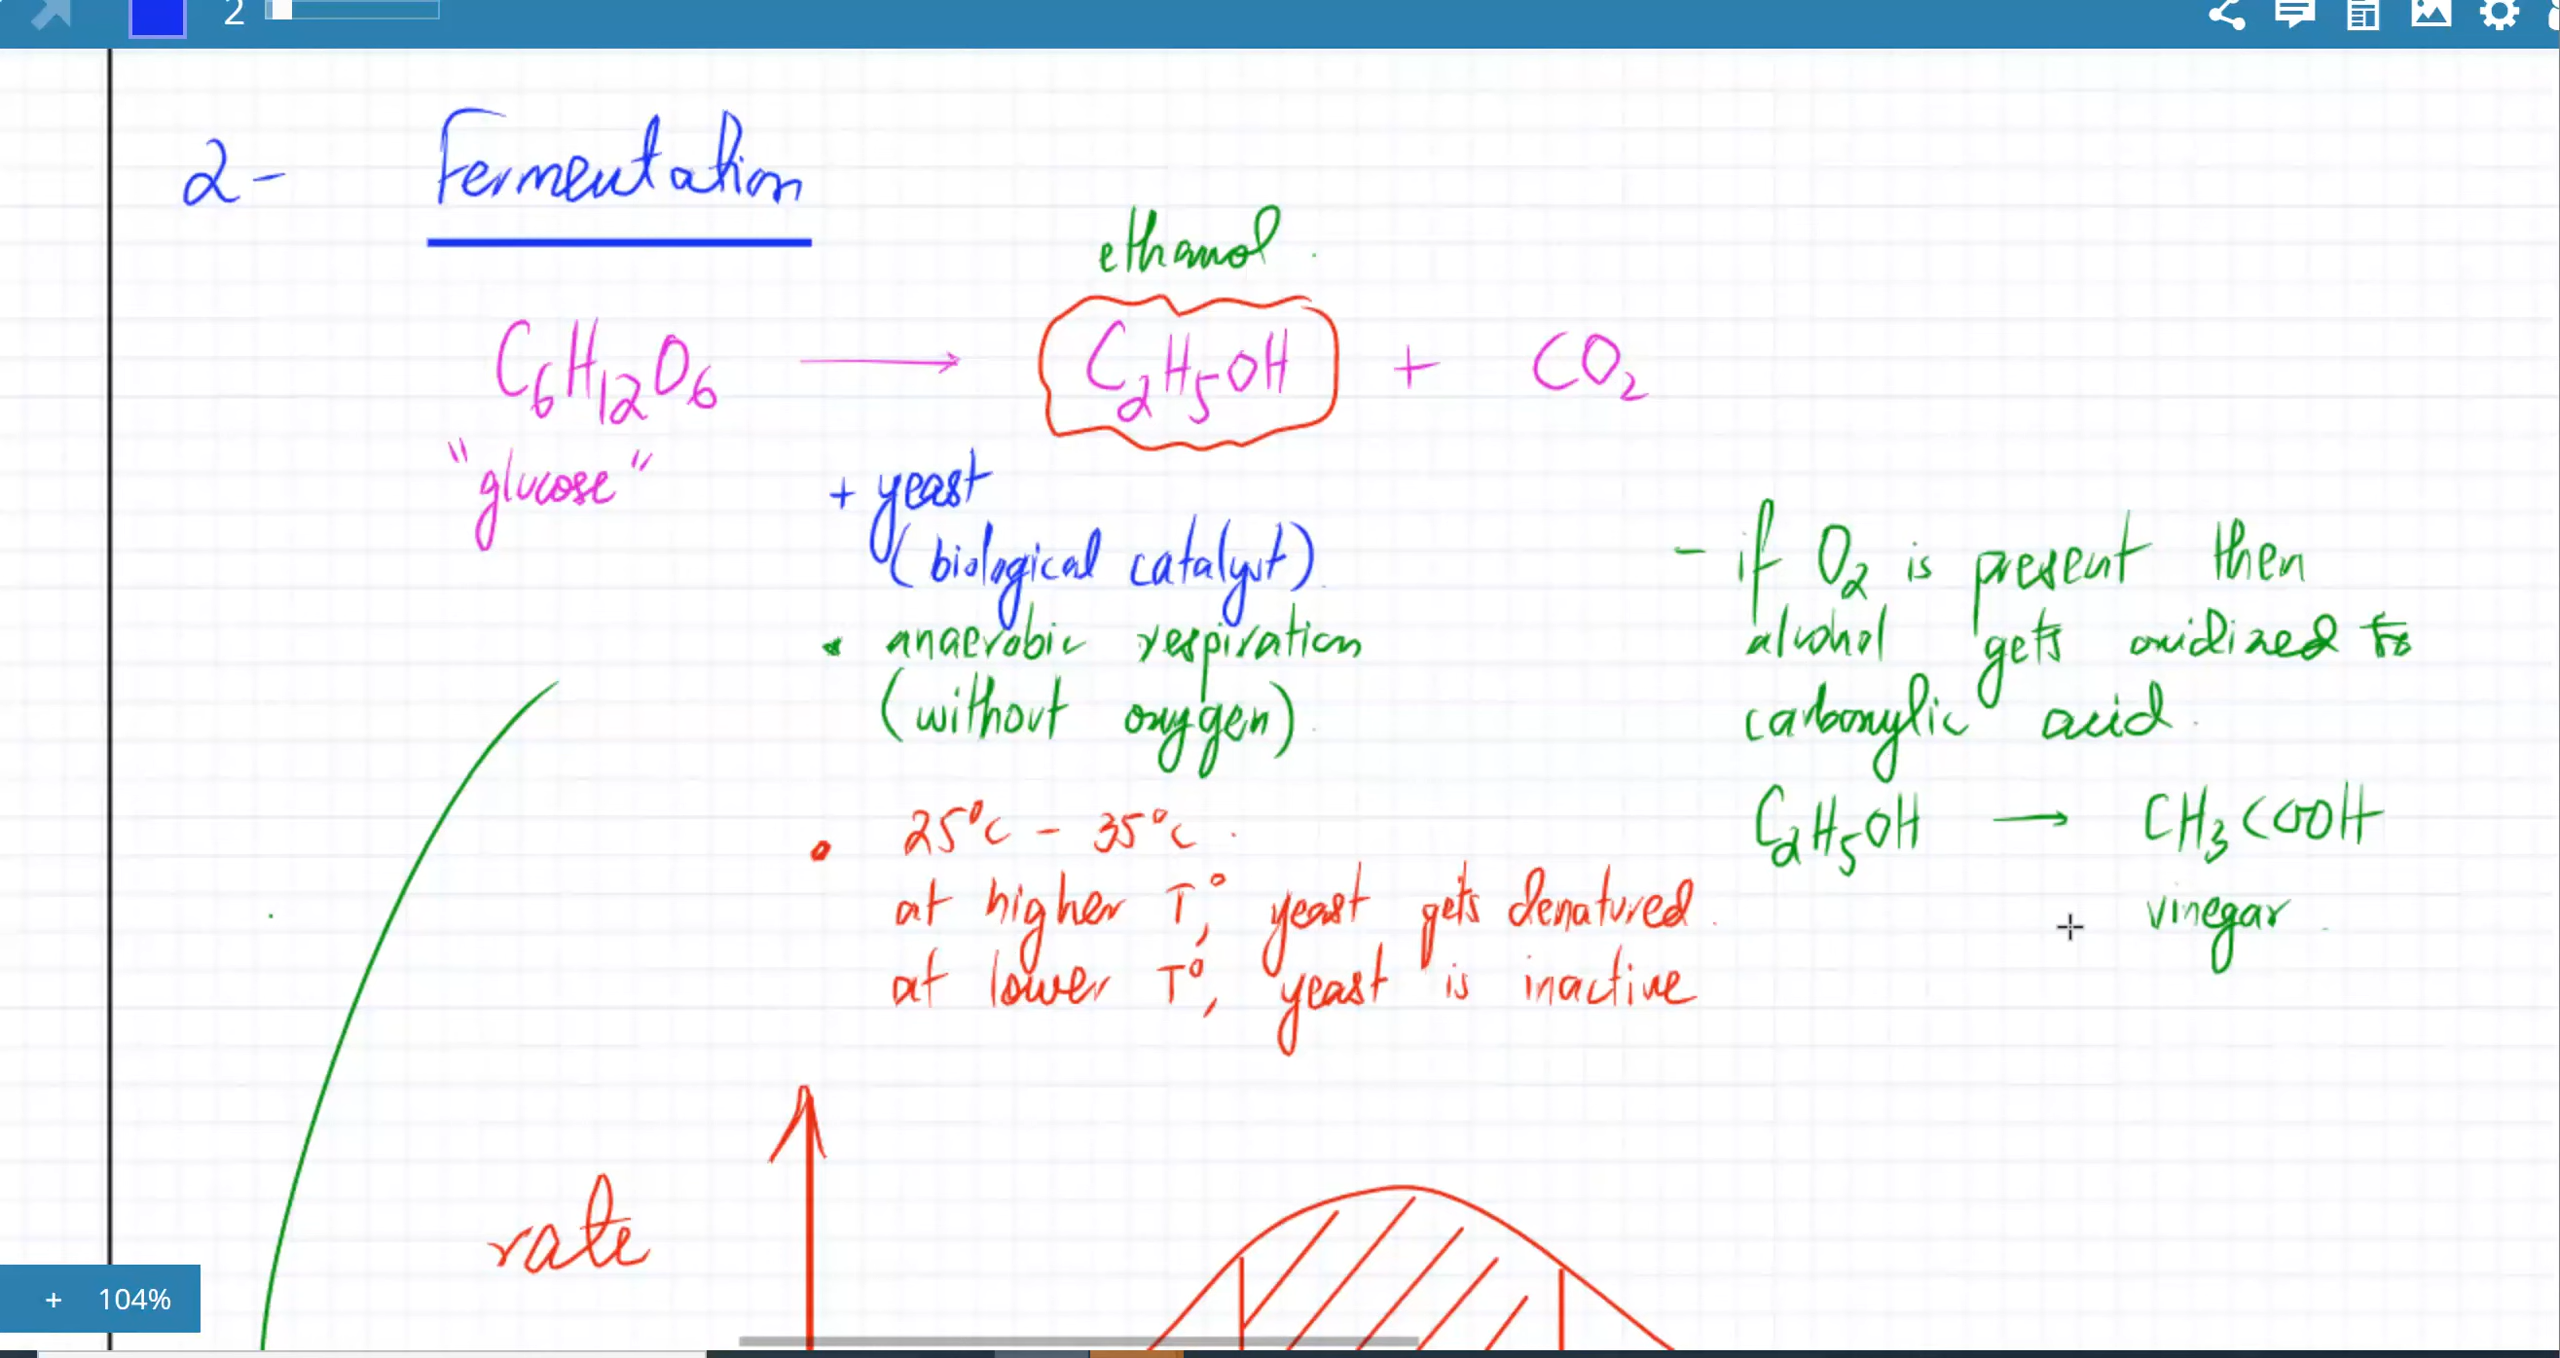 2
2- Fermentation
ethanol
C₆H₁₂O₆ → C₂H₅OH + CO₂
"glucose"
+ yeast
(biological catalyst)
• anaerobic respiration
(without oxygen)
• 25°C - 35°C
at higher T°, yeast gets denatured
at lower T°, yeast is inactive
- if O₂ is present then
alcohol gets oxidized to
carboxylic acid
C₂H₅OH → CH₃COOH
vinegar
rate
+ 104%